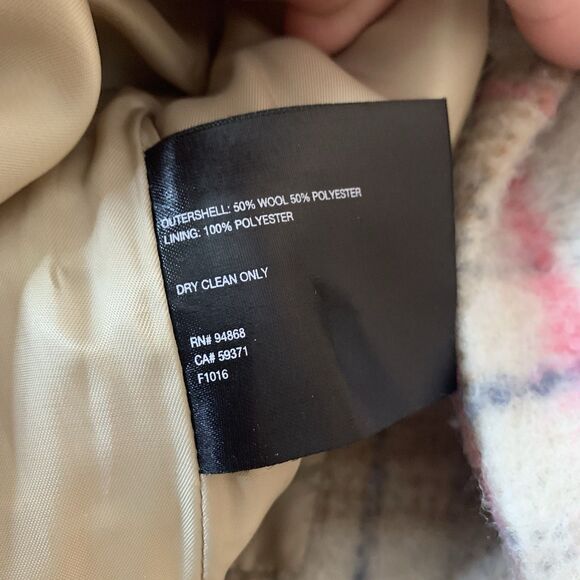 OUTERSHELL: 50% WOOL 50% POLYESTER
LINING: 100% POLYESTER
DRY CLEAN ONLY
RN# 94868
CA# 59371
F1016